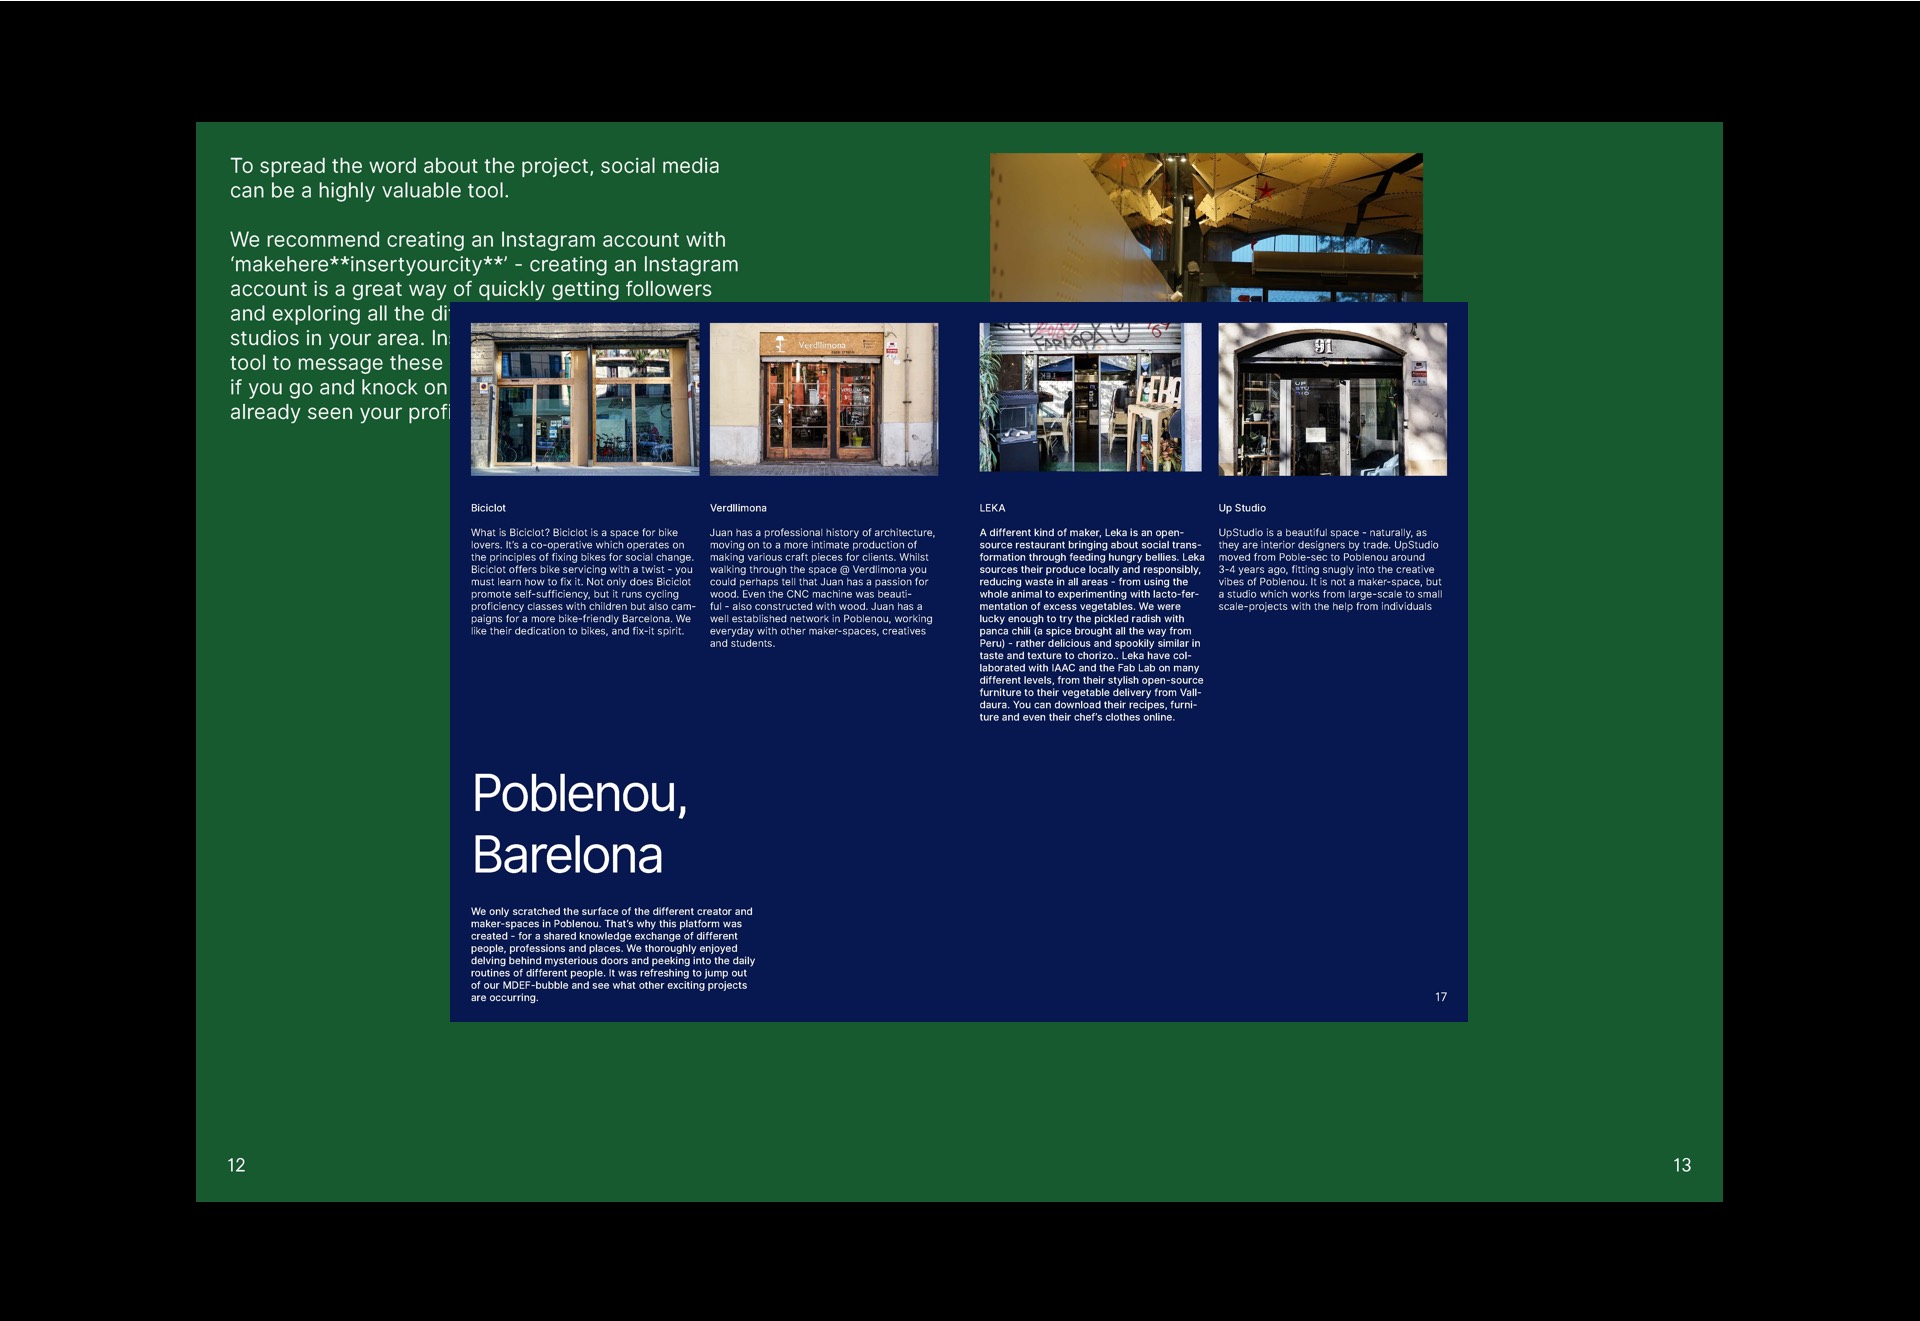 To spread the word about the project, social media
can be a highly valuable tool.
We recommend creating an Instagram account with
‘makehere**insertyourcity**’ - creating an Instagram
account is a great way of quickly getting followers
and exploring all the
studios in your area.
tool to message these
if you go and knock on
already seen your
Verdllimona
FARLOPA
LEKA
91
Biciclot
What is Biciclot? Biciclot is a space for bike
lovers. It’s a co-operative which operates on
the principles of fixing bikes for social change.
Biciclot offers bike servicing with a twist - you
must learn how to fix it. Not only does Biciclot
promote self-sufficiency, but it runs cycling
proficiency classes with children but also cam-
paigns for a more bike-friendly Barcelona. We
like their dedication to bikes, and fix-it spirit.
Verdllimona
Juan has a professional history of architecture,
moving on to a more intimate production of
making various craft pieces for clients. Whilst
walking through the space @ Verdlimona you
could perhaps tell that Juan has a passion for
wood. Even the CNC machine was beauti-
ful - also constructed with wood. Juan has a
well established network in Poblenou, working
everyday with other maker-spaces, creatives
and students.
LEKA
A different kind of maker, Leka is an open-
source restaurant bringing about social trans-
formation through feeding hungry bellies. Leka
sources their produce locally and responsibly,
reducing waste in all areas - from using the
whole animal to experimenting with lacto-fer-
mentation of excess vegetables. We were
lucky enough to try the pickled radish with
panca chili (a spice brought all the way from
Peru) - rather delicious and spookily similar in
taste and texture to chorizo.. Leka have col-
laborated with IAAC and the Fab Lab on many
different levels, from their stylish open-source
furniture to their vegetable delivery from Vall-
daura. You can download their recipes, furni-
ture and even their chef’s clothes online.
Up Studio
UpStudio is a beautiful space - naturally, as
they are interior designers by trade. UpStudio
moved from Poble-sec to Poblenou around
3-4 years ago, fitting snugly into the creative
vibes of Poblenou. It is not a maker-space, but
a studio which works from large-scale to small
scale-projects with the help from individuals
Poblenou,
Barelona
We only scratched the surface of the different creator and
maker-spaces in Poblenou. That’s why this platform was
created - for a shared knowledge exchange of different
people, professions and places. We thoroughly enjoyed
delving behind mysterious doors and peeking into the daily
routines of different people. It was refreshing to jump out
of our MDEF-bubble and see what other exciting projects
are occurring.
17
12
13